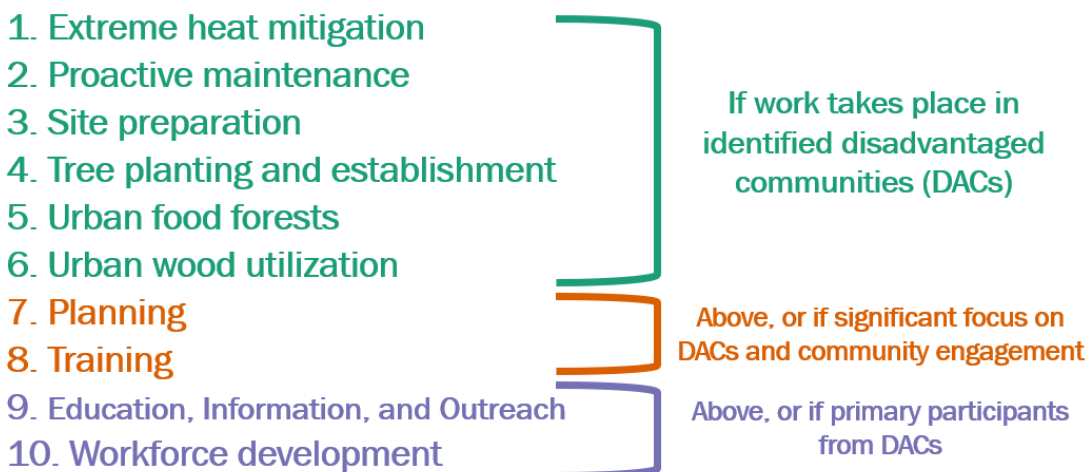 1. Extreme heat mitigation
2. Proactive maintenance
3. Site preparation
4. Tree planting and establishment
5. Urban food forests
6. Urban wood utilization
If work takes place in
identified disadvantaged
communities (DACs)
7. Planning
8. Training
Above, or if significant focus on
DACs and community engagement
9. Education, Information, and Outreach
10. Workforce development
Above, or if primary participants
from DACs